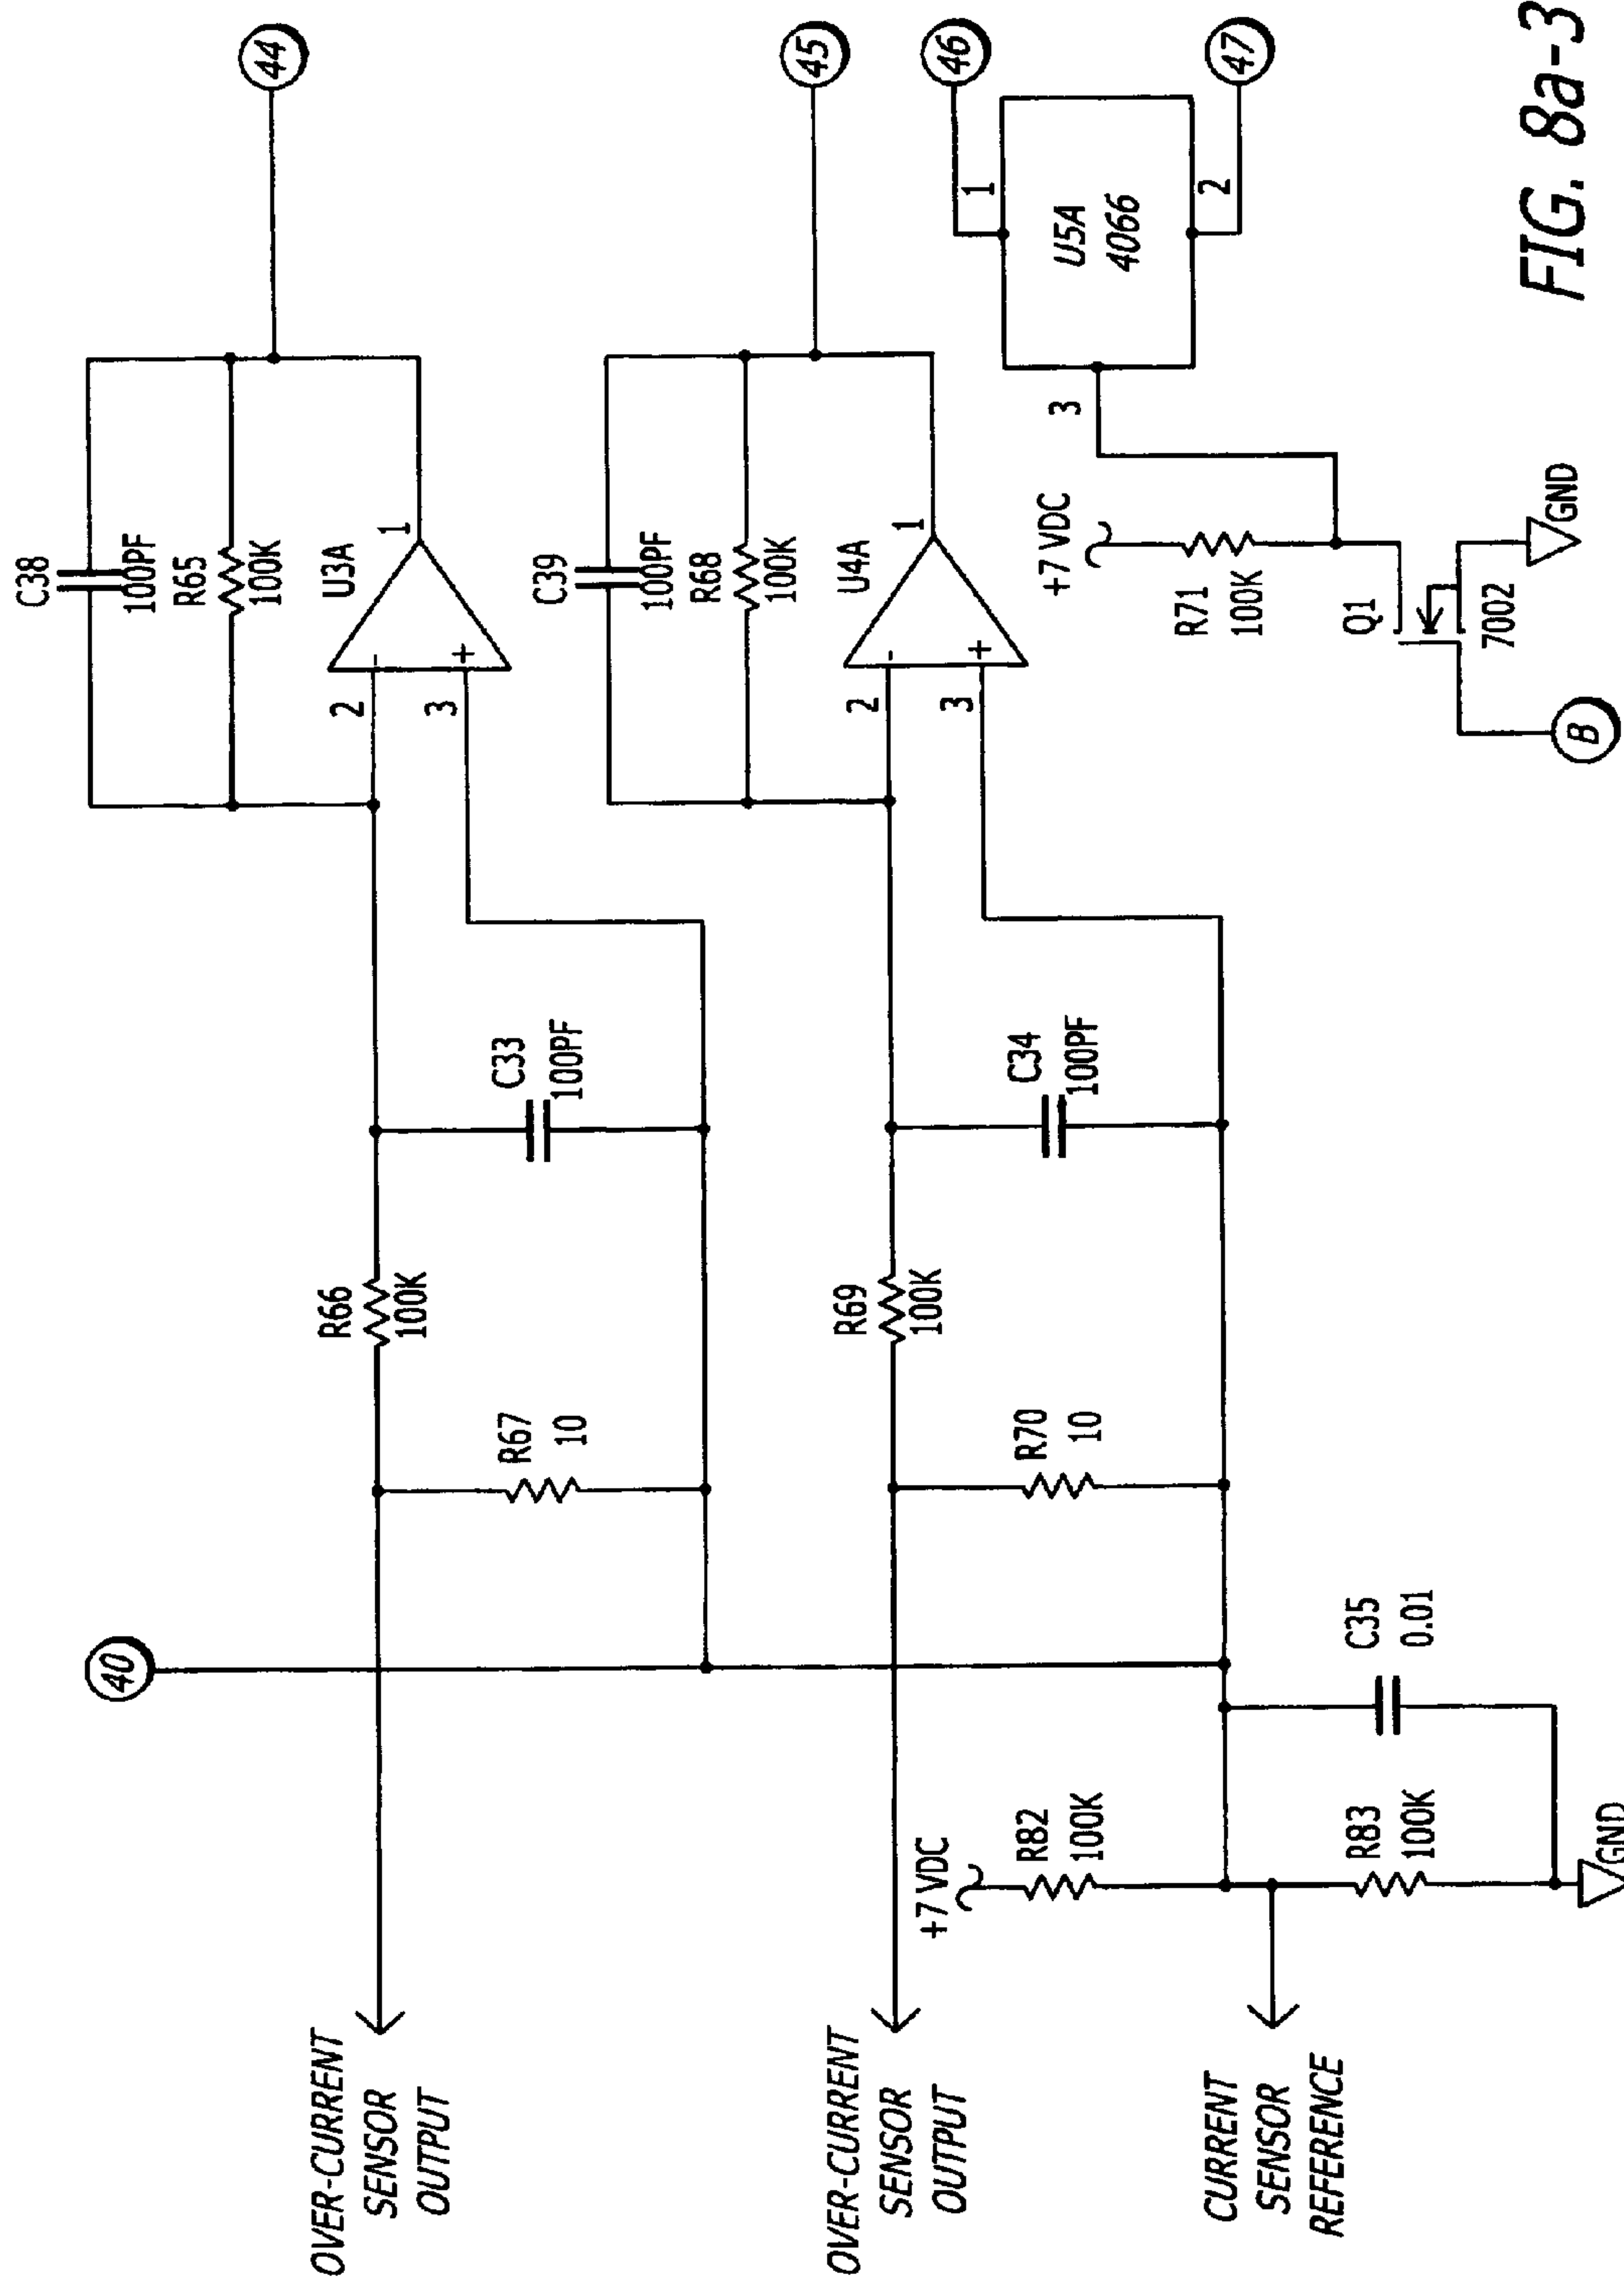 44
C38
100PF
R65
100K
U3A
1
-
2
+
3
C33
100PF
R66
100K
R67
10
40
OVER-CURRENT
SENSOR
OUTPUT
45
C39
100PF
R68
100K
U4A
1
-
2
+
3
C34
100PF
R69
100K
R70
10
OVER-CURRENT
SENSOR
OUTPUT
46
1
U5A
4066
2
47
3
+7 VDC
R71
100K
Q1
7002
GND
B
+7 VDC
R82
100K
C35
0.01
R83
100K
GND
CURRENT
SENSOR
REFERENCE
FIG. 8a-3